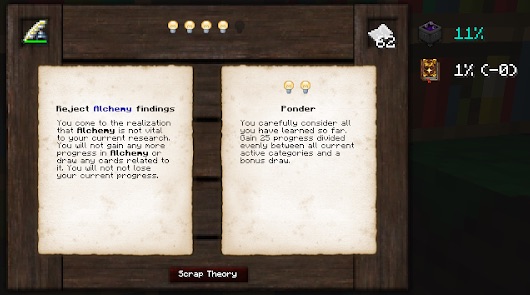 62
11%
1% (-0)
Reject Alchemy findings
You come to the realization
that Alchemy is not vital
to your current research.
You will not gain any more
progress in Alchemy or
draw any cards related to
it. You will not not lose
your current progress.
Ponder
You carefully consider all
you have learned so far.
Gain 25 progress divided
evenly between all current
active categories and a
bonus draw.
Scrap Theory